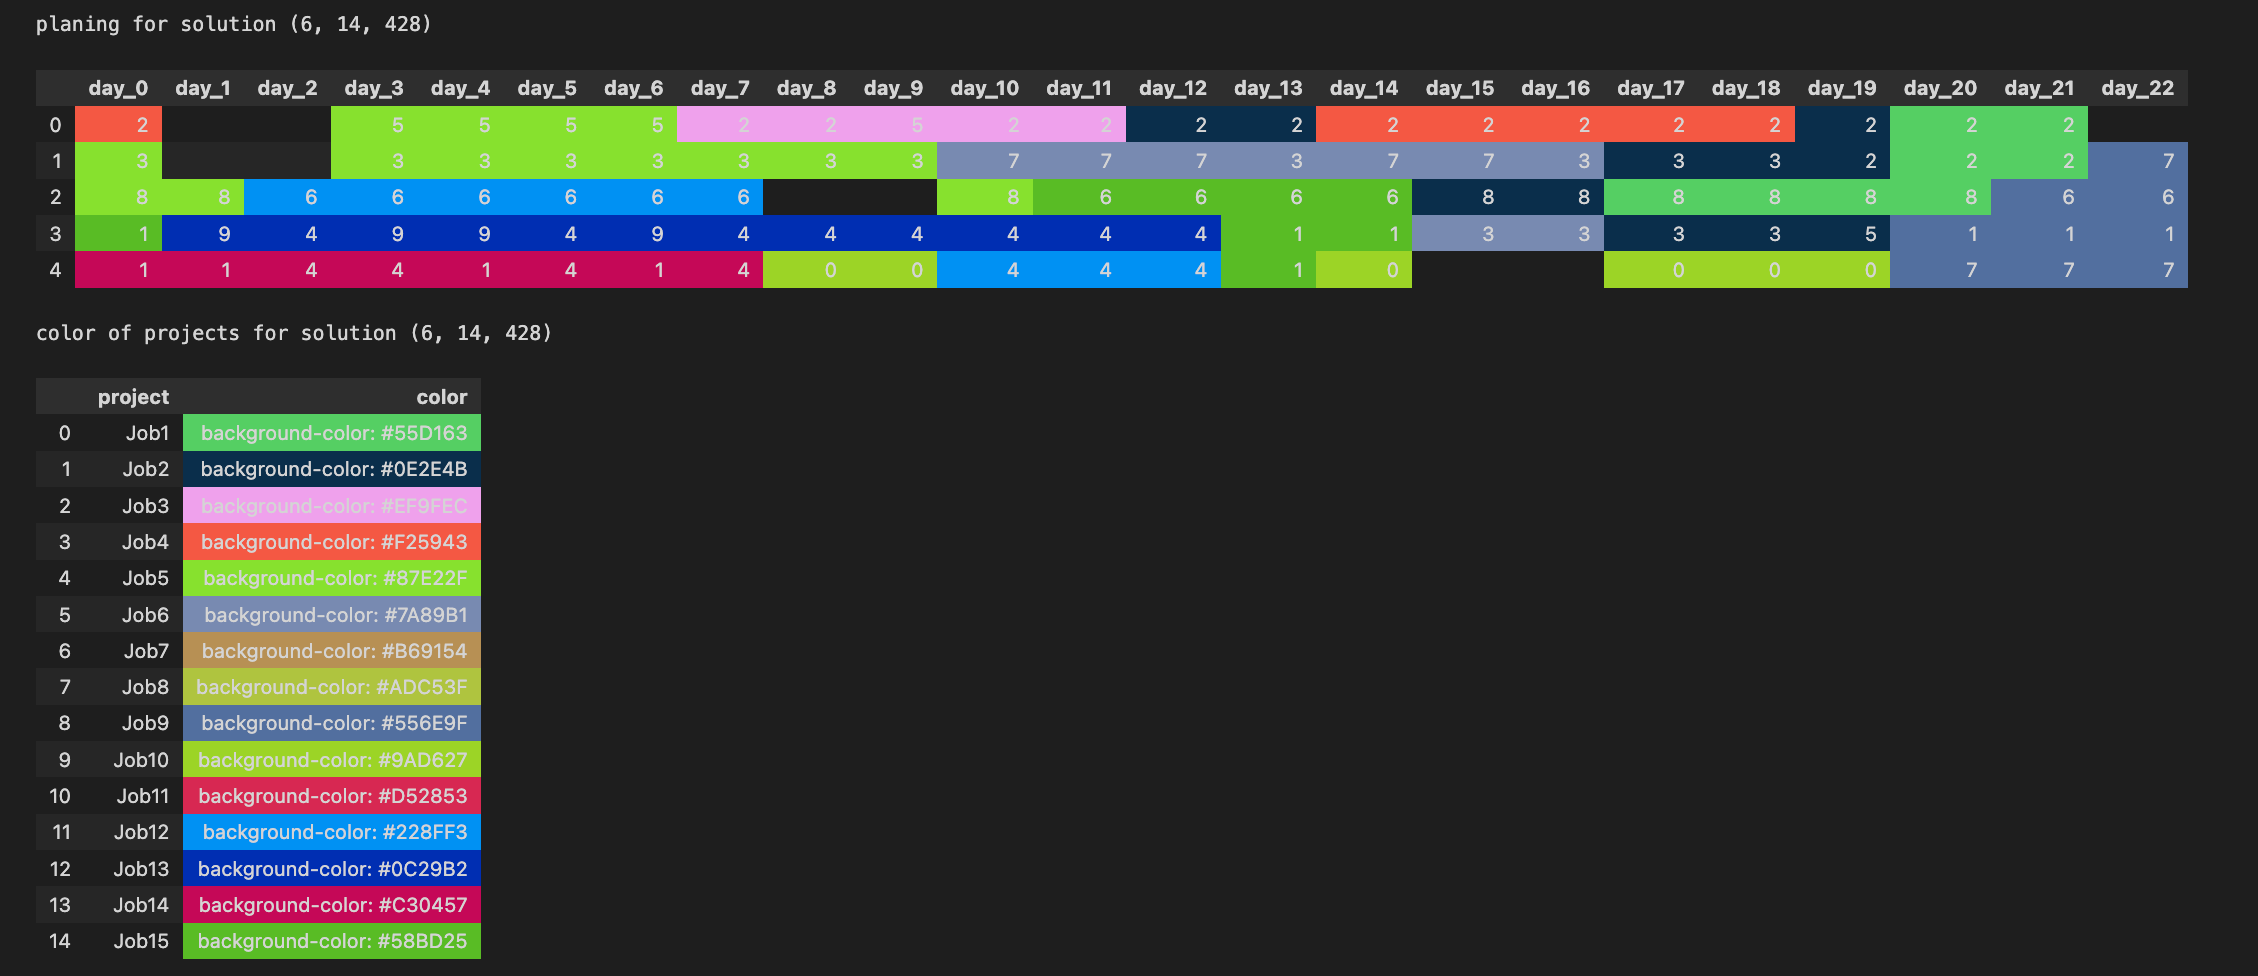 planing for solution (6, 14, 428)
day_0 day_1 day_2 day_3 day_4 day_5 day_6 day_7 day_8 day_9 day_10 day_11 day_12 day_13 day_14 day_15 day_16 day_17 day_18 day_19 day_20 day_21 day_22
0 2 5 5 5 5 2 2 5 2 2 2 2 2 2 2 2 2 2 2 2
1 3 3 3 3 3 3 3 3 7 7 7 3 7 7 3 3 3 2 2 2 7
2 8 8 6 6 6 6 6 6 8 6 6 6 6 8 8 8 8 8 8 6 6
3 1 9 4 9 9 4 9 4 4 4 4 4 4 1 1 3 3 3 3 5 1 1 1
4 1 1 4 4 1 4 1 4 0 0 4 4 4 1 0 0 0 0 7 7 7
color of projects for solution (6, 14, 428)
project color
0 Job1 background-color: #55D163
1 Job2 background-color: #0E2E4B
2 Job3 background-color: #EF9FEC
3 Job4 background-color: #F25943
4 Job5 background-color: #87E22F
5 Job6 background-color: #7A89B1
6 Job7 background-color: #B69154
7 Job8 background-color: #ADC53F
8 Job9 background-color: #556E9F
9 Job10 background-color: #9AD627
10 Job11 background-color: #D52853
11 Job12 background-color: #228FF3
12 Job13 background-color: #0C29B2
13 Job14 background-color: #C30457
14 Job15 background-color: #58BD25